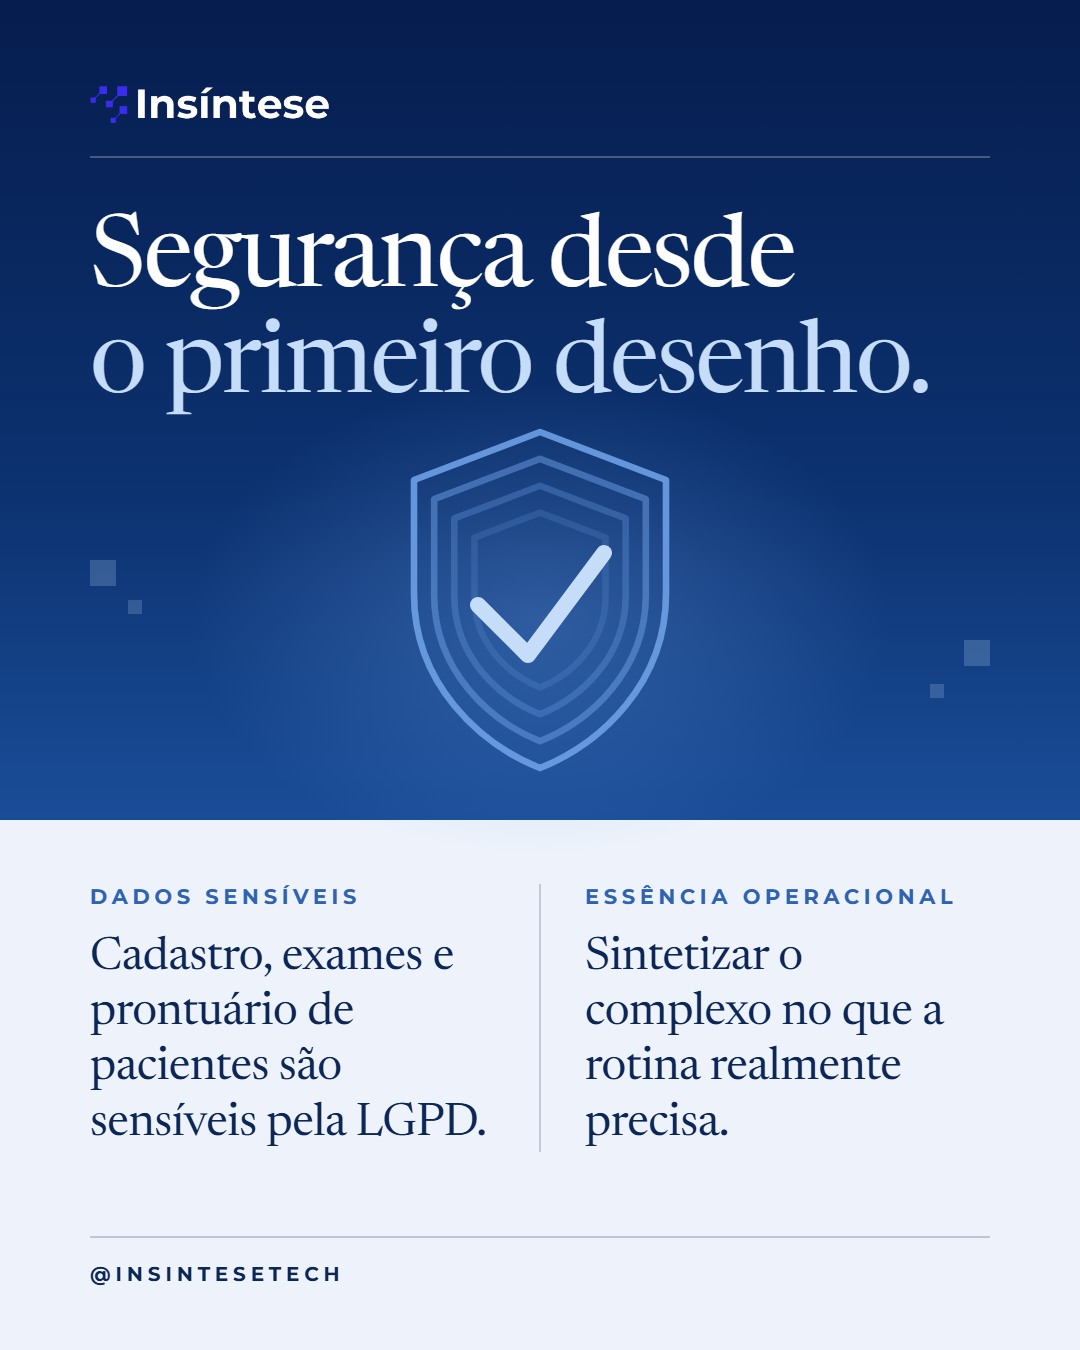 Insíntese
Segurança desde
o primeiro desenho.
DADOS SENSÍVEIS
Cadastro, exames e
prontuário de
pacientes são
sensíveis pela LGPD.
ESSÊNCIA OPERACIONAL
Sintetizar o
complexo no que a
rotina realmente
precisa.
@INSINTESETECH